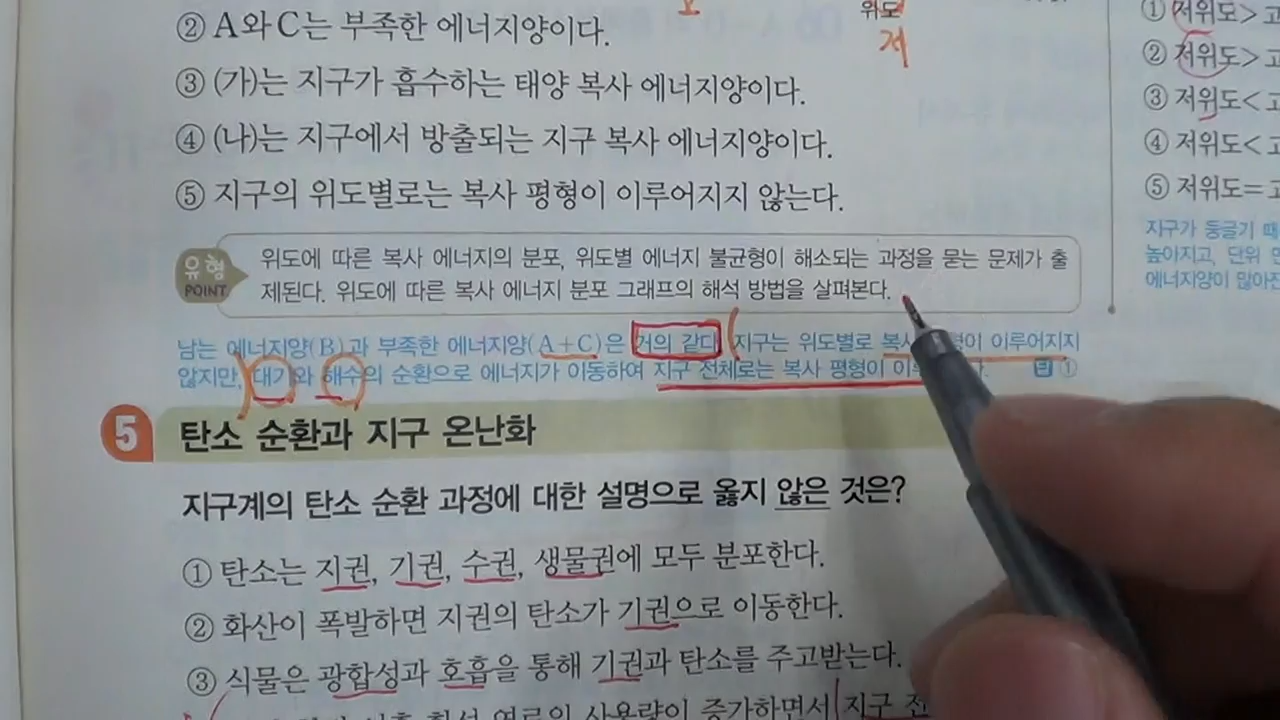 ② A와 C는 부족한 에너지양이다.
위도
저
③ (가)는 지구가 흡수하는 태양 복사 에너지양이다.
④ (나)는 지구에서 방출되는 지구 복사 에너지양이다.
⑤ 지구의 위도별로는 복사 평형이 이루어지지 않는다.
유형
POINT
위도에 따른 복사 에너지의 분포, 위도별 에너지 불균형이 해소되는 과정을 묻는 문제가 출
제된다. 위도에 따른 복사 에너지 분포 그래프의 해석 방법을 살펴본다.
남는 에너지양(B)과 부족한 에너지양(A+C)은 거의 같다. 지구는 위도별로 이루어지지
않지만, 대기와 해수의 순환으로 에너지가 이동하여 지구 전체로는 복사 평형이 답 ①
5 탄소 순환과 지구 온난화
지구계의 탄소 순환 과정에 대한 설명으로 옳지 않은 것은?
① 탄소는 지권, 기권, 수권, 생물권에 모두 분포한다.
② 화산이 폭발하면 지권의 탄소가 기권으로 이동한다.
③ 식물은 광합성과 호흡을 통해 기권과 탄소를 주고받는다.
사용량이 증가하면서 지구
① 저위도>
② 저위도>
③ 저위도<
④ 저위도<
⑤ 저위도=
지구가 둥글기 때
높아지고, 단위
에너지양이